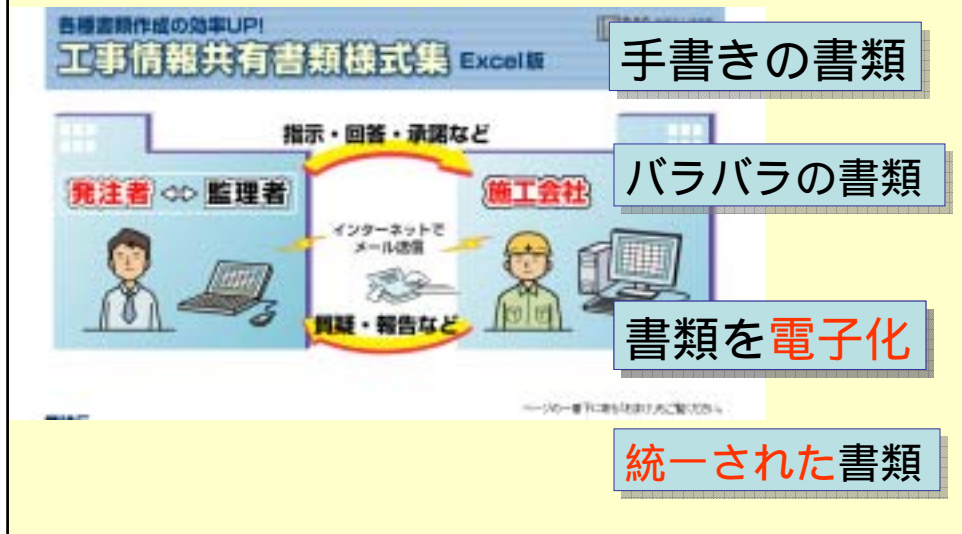 各種書類作成の効率UP!
工事情報共有書類様式集 Excel版
手書きの書類
指示・回答・承諾など
バラバラの書類
発注者 ⇔ 監理者
施工会社
インターネットで
メール送信
質疑・報告など
書類を電子化
統一された書類